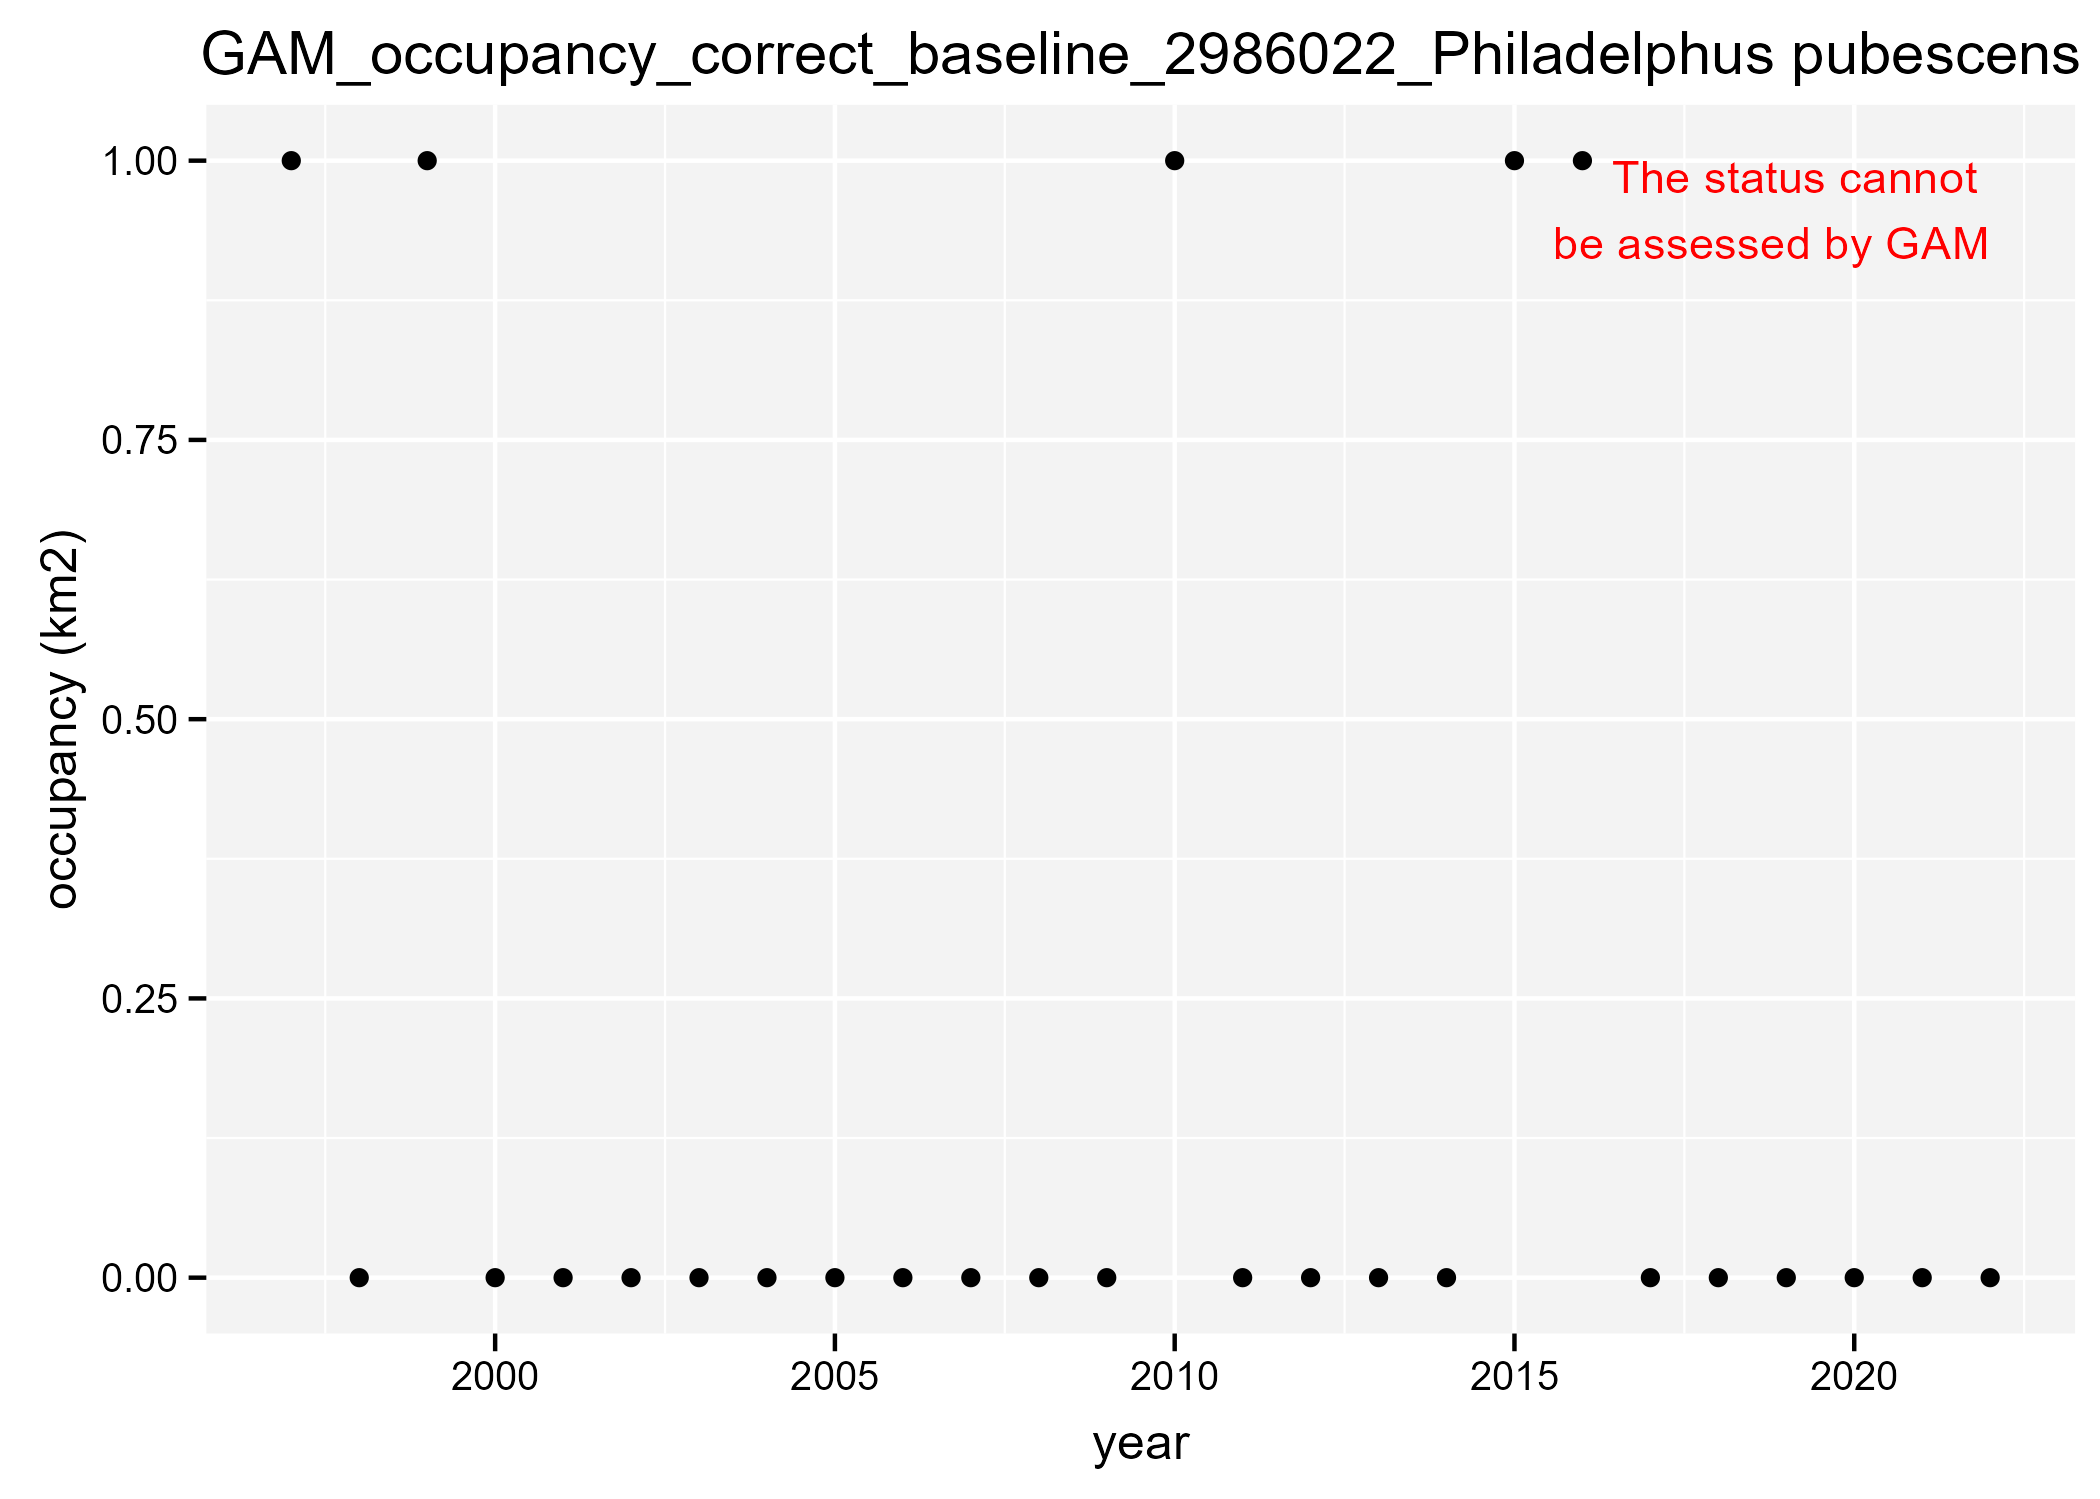 GAM_occupancy_correct_baseline_2986022_Philadelphus pubescens
1.00
The status cannot
be assessed by GAM
0.75
0.50
0.25
0.00
occupancy (km2)
2000 2005 2010 2015 2020
year